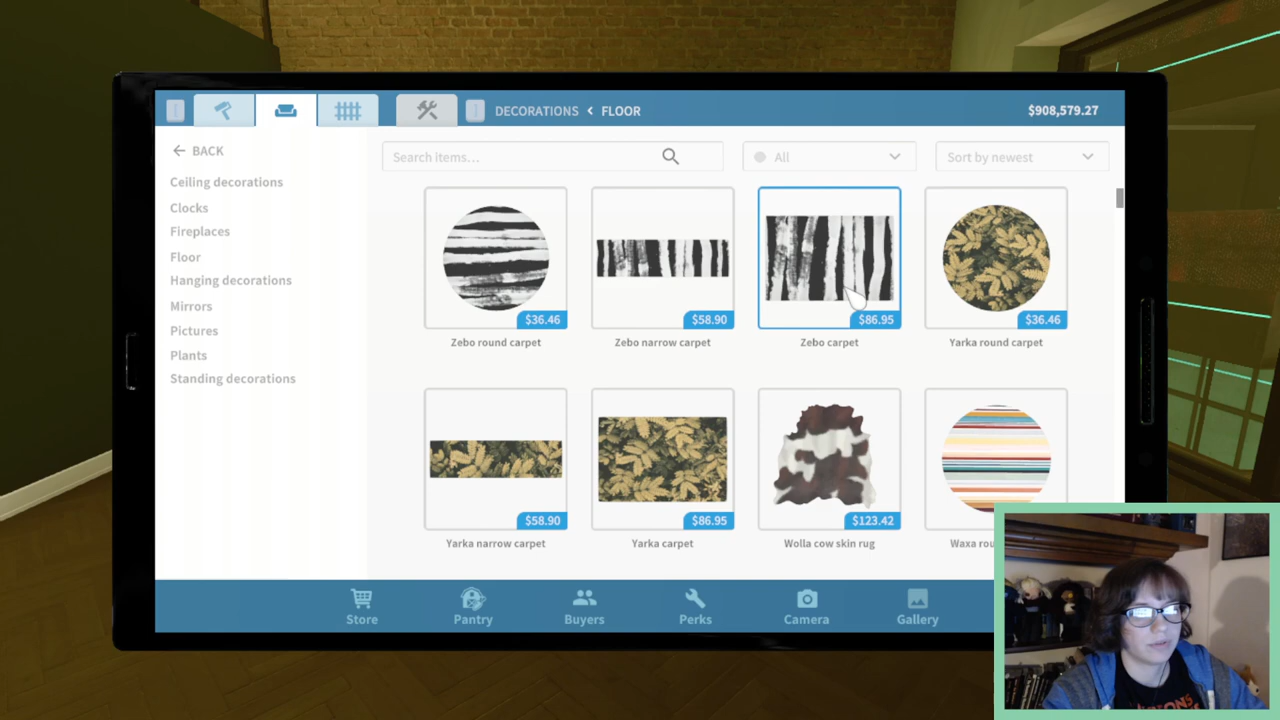 DECORATIONS < FLOOR
$908,579.27
BACK
Search items...
All
Sort by newest
Ceiling decorations
Clocks
Fireplaces
Floor
Hanging decorations
Mirrors
Pictures
Plants
Standing decorations
$36.46
$58.90
$86.95
$36.46
Zebo round carpet
Zebo narrow carpet
Zebo carpet
Yarka round carpet
$58.90
$86.95
$123.42
Yarka narrow carpet
Yarka carpet
Wolla cow skin rug
Waxa
Store
Pantry
Buyers
Perks
Camera
Gallery